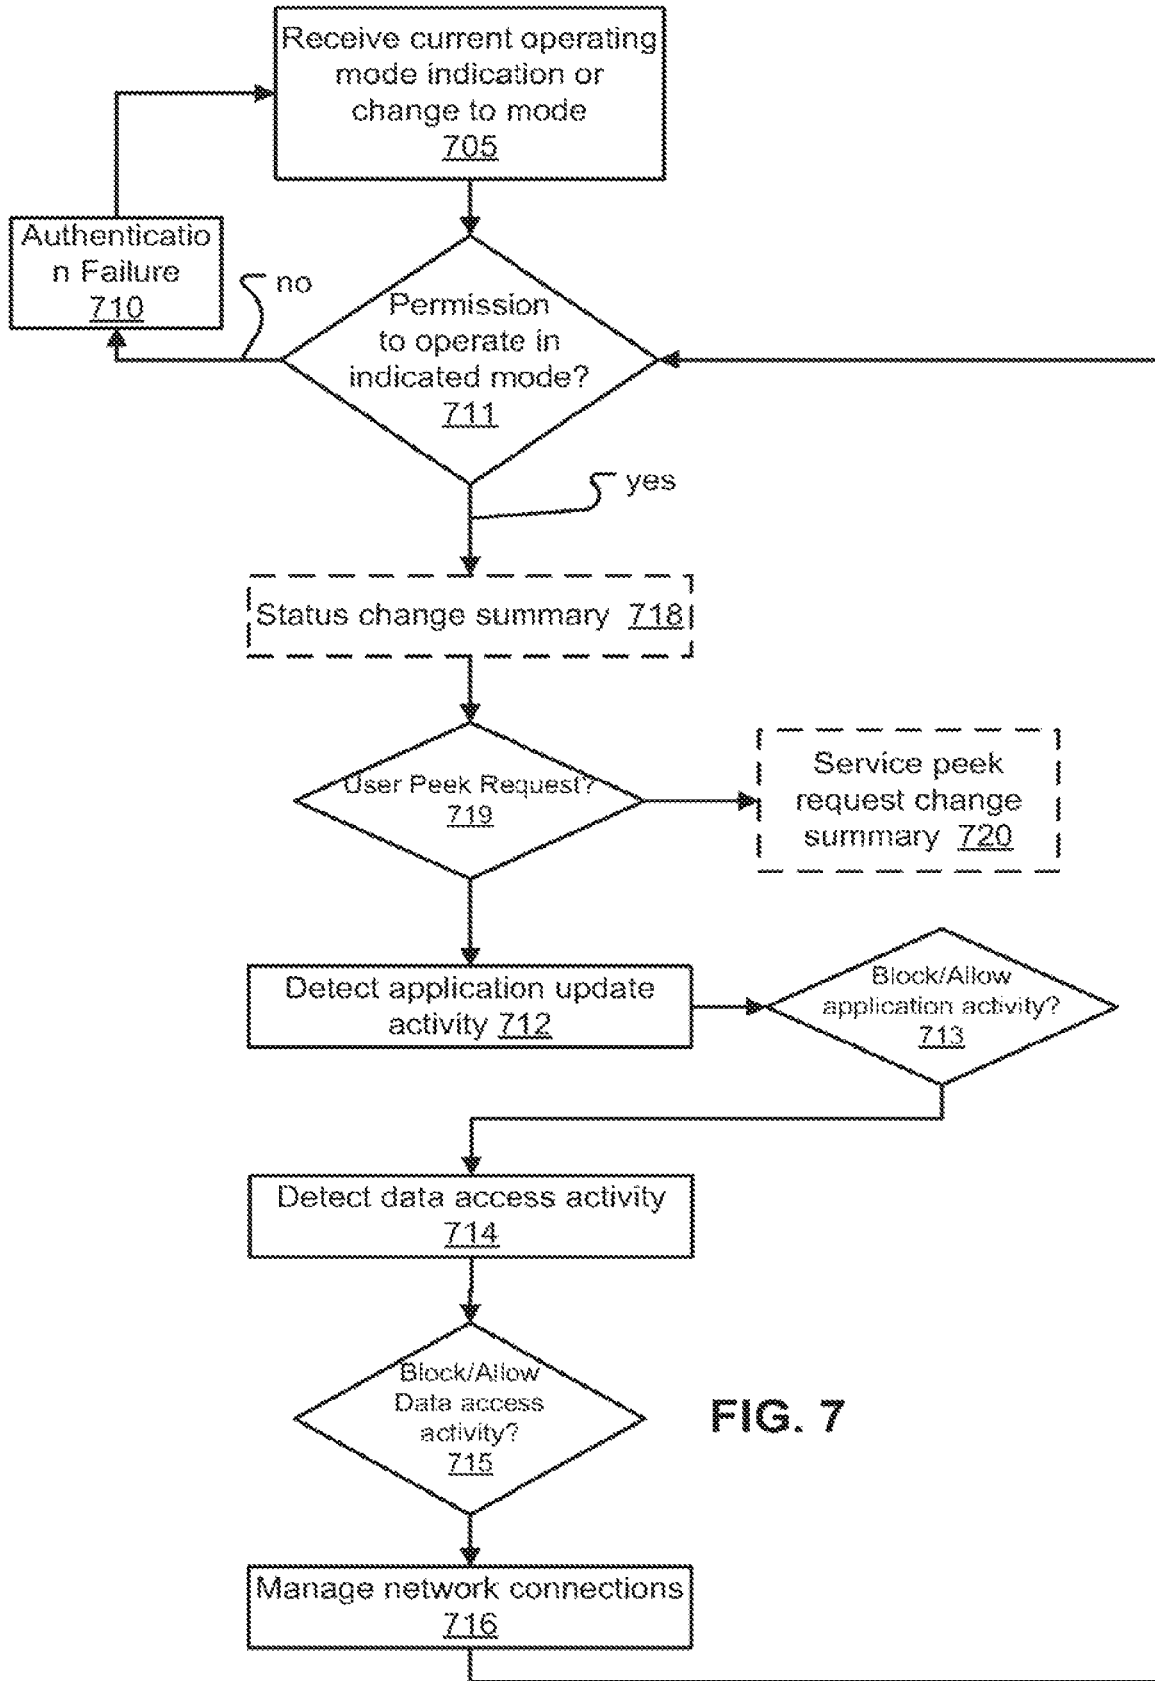 Receive current operating
mode indication or
change to mode
705
Authenticatio
n Failure
710
no
Permission
to operate in
indicated mode?
711
yes
Status change summary 718
User Peek Request?
719
Service peek
request change
summary 720
Detect application update
activity 712
Block/Allow
application activity?
713
Detect data access activity
714
Block/Allow
Data access
activity?
715
FIG. 7
Manage network connections
716